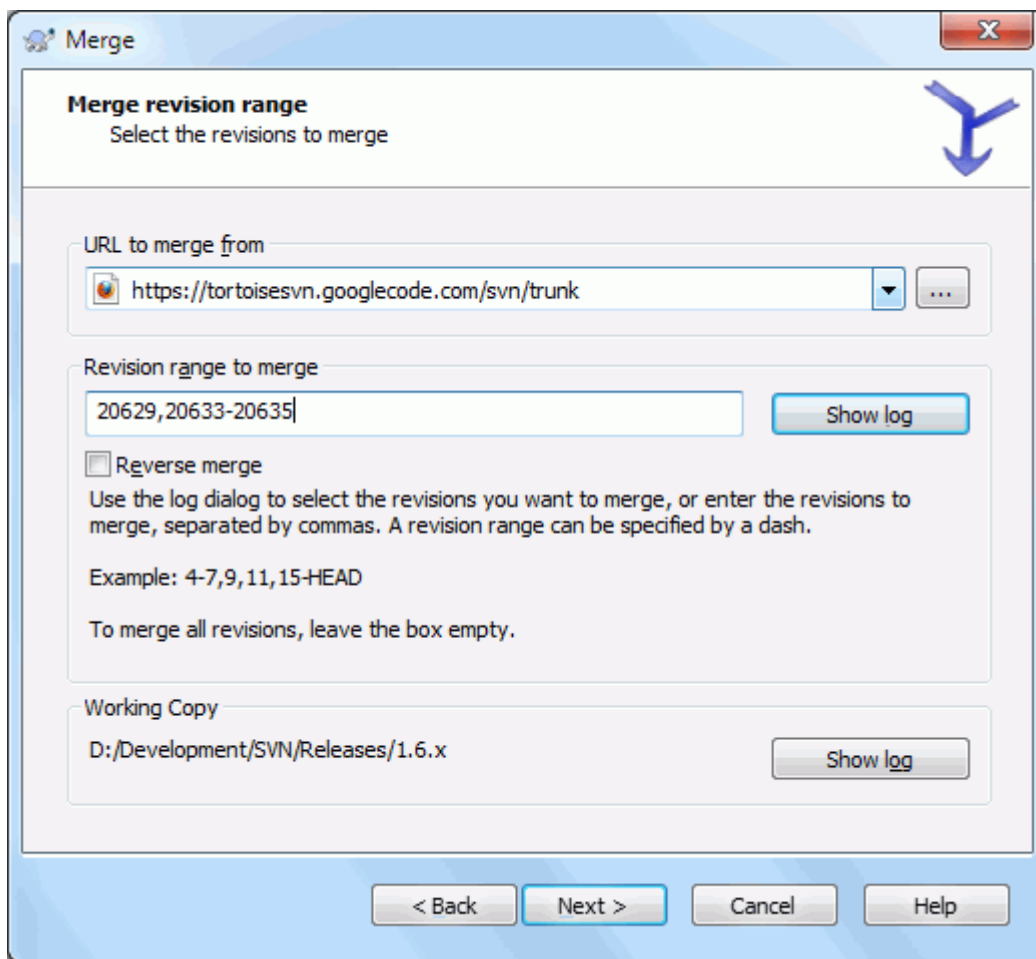 Merge
Merge revision range
Select the revisions to merge
URL to merge from
https://tortoisesvn.googlecode.com/svn/trunk
...
Revision range to merge
20629,20633-20635
Show log
Reverse merge
Use the log dialog to select the revisions you want to merge, or enter the revisions to
merge, separated by commas. A revision range can be specified by a dash.
Example: 4-7,9,11,15-HEAD
To merge all revisions, leave the box empty.
Working Copy
D:/Development/SVN/Releases/1.6.x
Show log
< Back
Next >
Cancel
Help